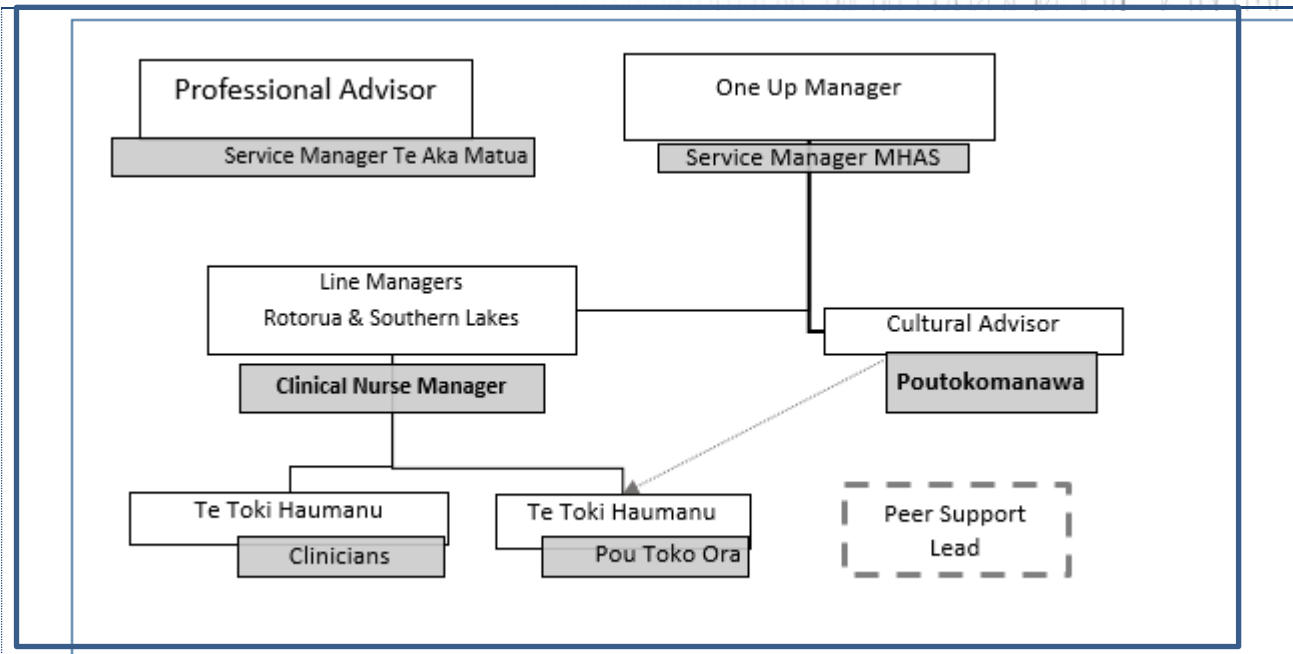 Professional Advisor
Service Manager Te Aka Matua
One Up Manager
Service Manager MHAS
Line Managers
Rotorua & Southern Lakes
Clinical Nurse Manager
Cultural Advisor
Poutokomanawa
Te Toki Haumanu
Clinicians
Te Toki Haumanu
Pou Toko Ora
Peer Support
Lead